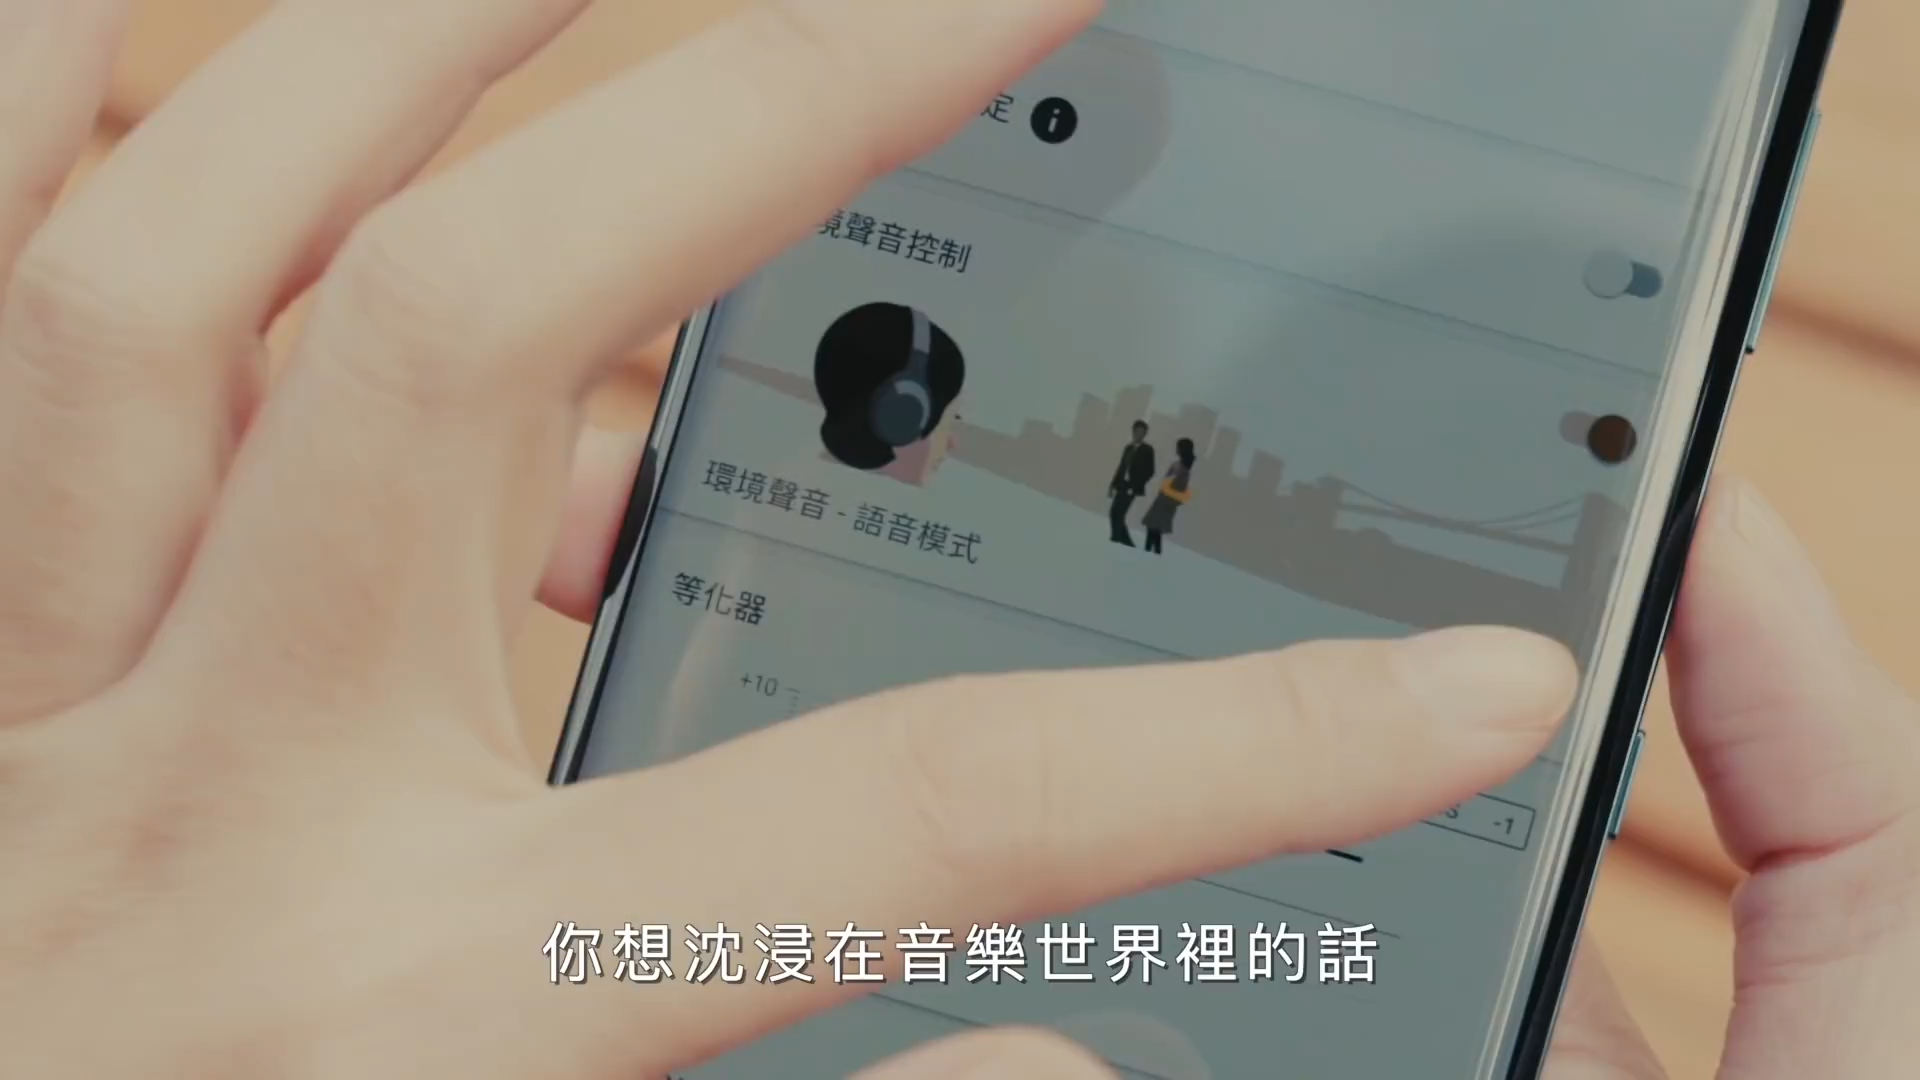 定
境聲音控制
環境聲音 - 語音模式
等化器
+10
-1
你想沈浸在音樂世界裡的話